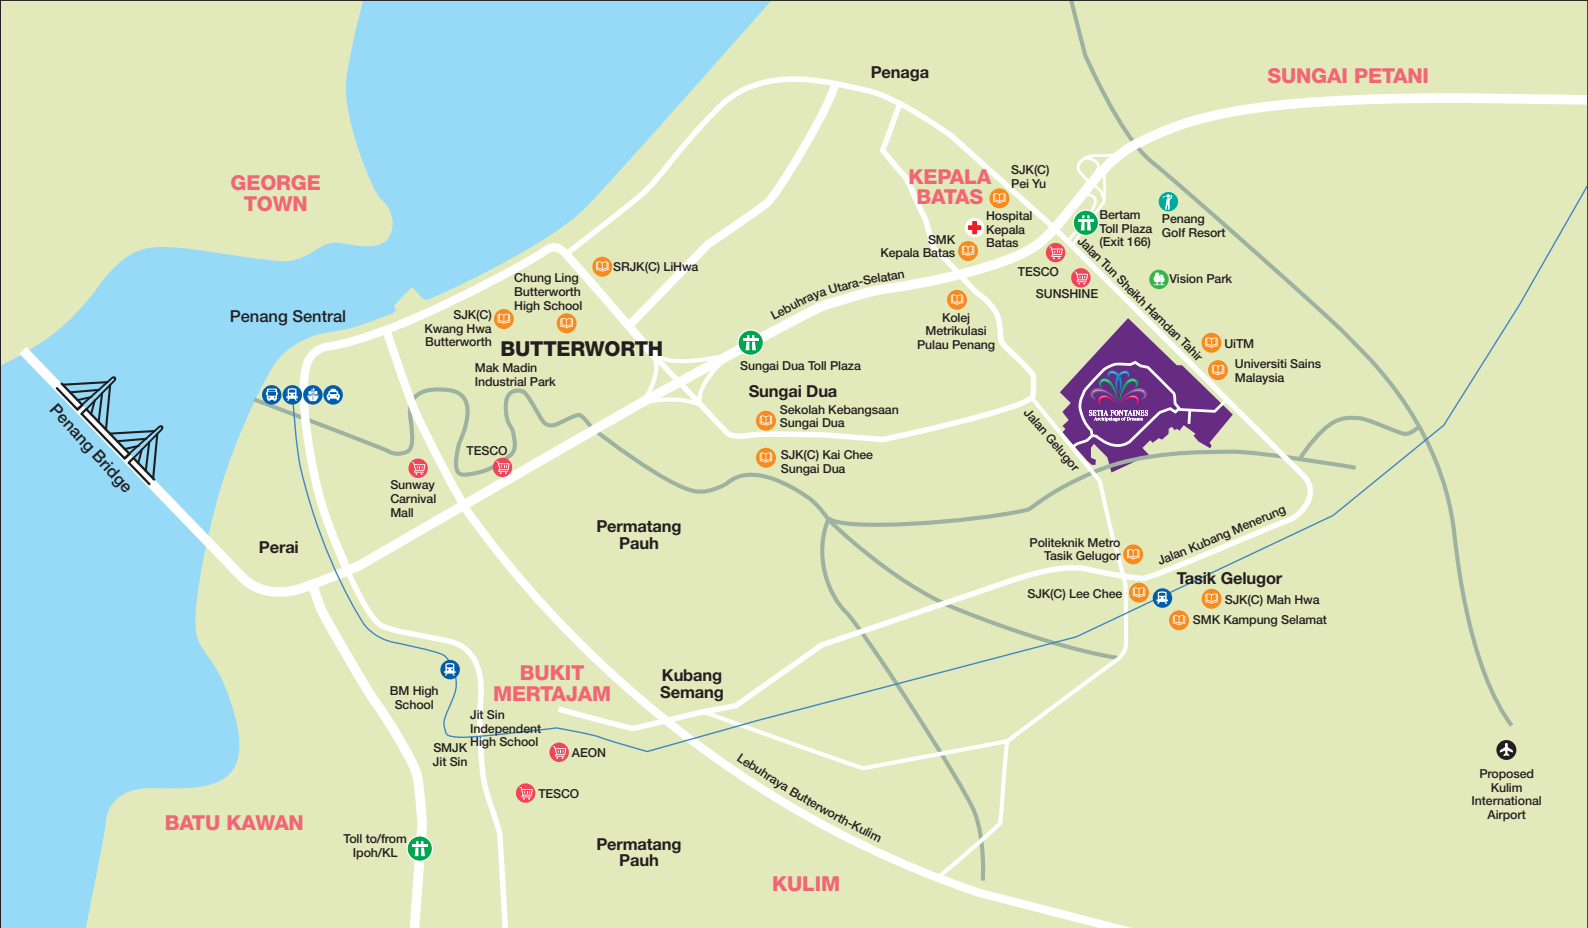 Penaga
SUNGAI PETANI
GEORGE
TOWN
KEPALA
BATAS
SJK(C)
Pei Yu
Hospital
Kepala
Batas
SMK
Kepala Batas
Bertam
Toll Plaza
(Exit 166)
Penang
Golf Resort
TESCO
SUNSHINE
Vision Park
Jalan Tun Sheikh Hamdan Tahir
SRJK(C) LiHwa
Chung Ling
Butterworth
High School
SJK(C)
Kwang Hwa
Butterworth
Penang Sentral
BUTTERWORTH
Mak Madin
Industrial Park
Lebuhraya Utara-Selatan
Kolej
Metrikulasi
Pulau Penang
UiTM
Universiti Sains
Malaysia
Sungai Dua Toll Plaza
Sungai Dua
Sekolah Kebangsaan
Sungai Dua
SJK(C) Kai Chee
Sungai Dua
SETIA FONTAINES
Archipelago of Dreams
Jalan Gelugor
Penang Bridge
TESCO
Sunway
Carnival
Mall
Perai
Permatang
Pauh
Politeknik Metro
Tasik Gelugor
Jalan Kubang Menerung
Tasik Gelugor
SJK(C) Lee Chee
SJK(C) Mah Hwa
SMK Kampung Selamat
BUKIT
MERTAJAM
Kubang
Semang
BM High
School
Jit Sin
Independent
High School
SMJK
Jit Sin
AEON
TESCO
Lebuhraya Butterworth-Kulim
Proposed
Kulim
International
Airport
BATU KAWAN
Toll to/from
Ipoh/KL
Permatang
Pauh
KULIM